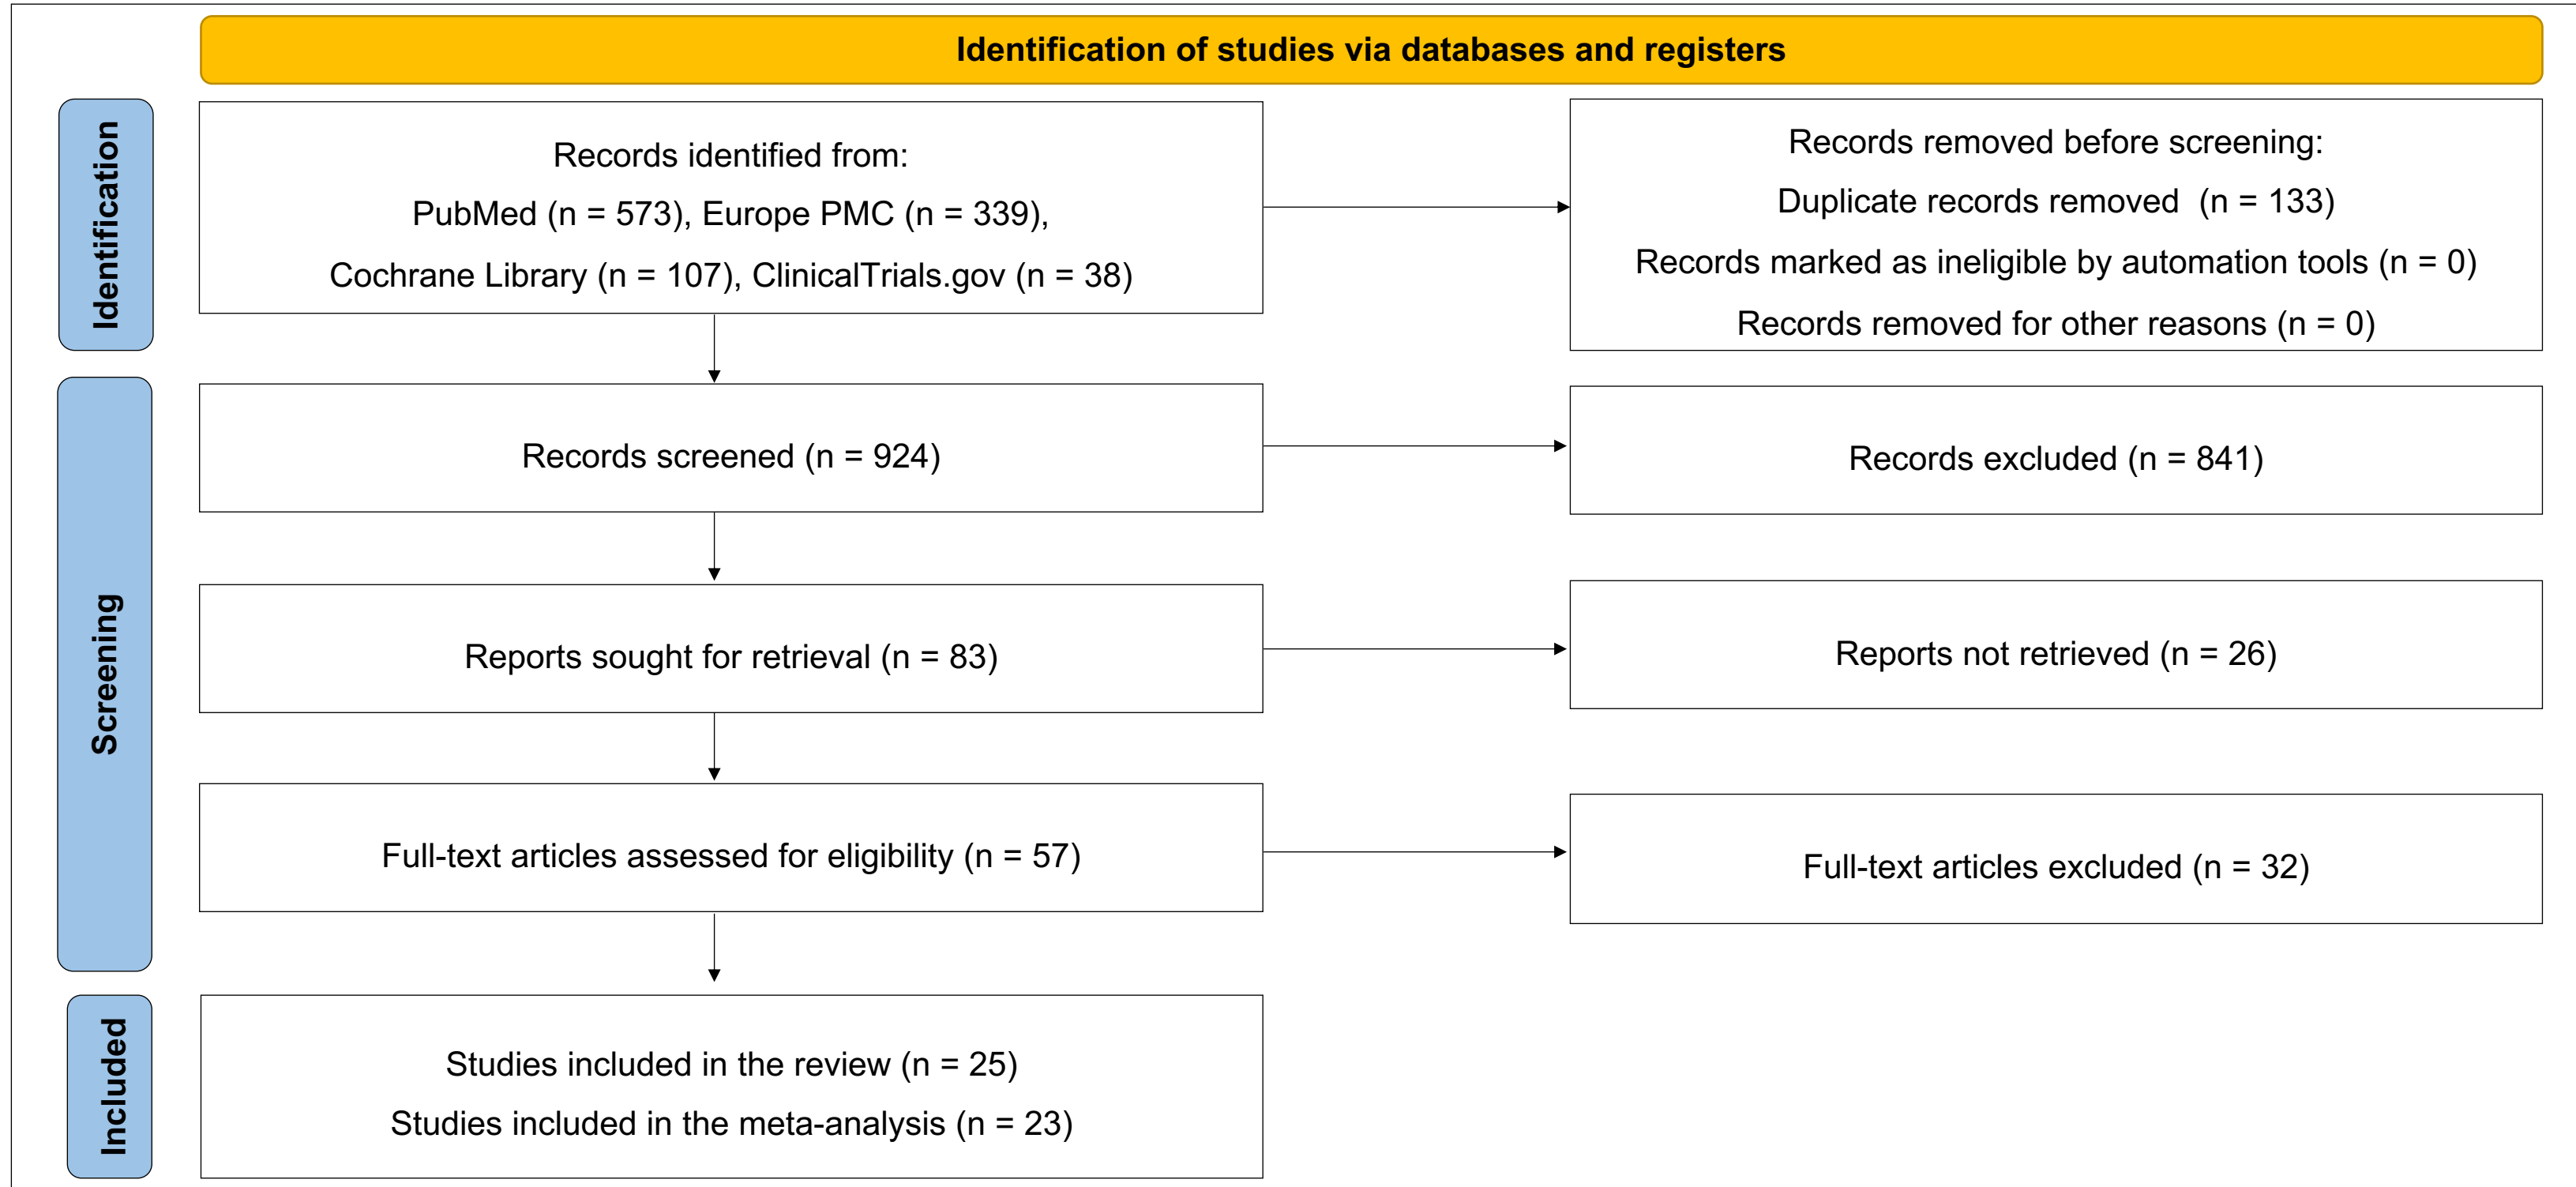 Identification of studies via databases and registers
Identification
Records identified from:
PubMed (n = 573), Europe PMC (n = 339),
Cochrane Library (n = 107), ClinicalTrials.gov (n = 38)
Records removed before screening:
Duplicate records removed  (n = 133)
Records marked as ineligible by automation tools (n = 0)
Records removed for other reasons (n = 0)
Screening
Records screened (n = 924)
Records excluded (n = 841)
Reports sought for retrieval (n = 83)
Reports not retrieved (n = 26)
Full-text articles assessed for eligibility (n = 57)
Full-text articles excluded (n = 32)
Included
Studies included in the review (n = 25)
Studies included in the meta-analysis (n = 23)